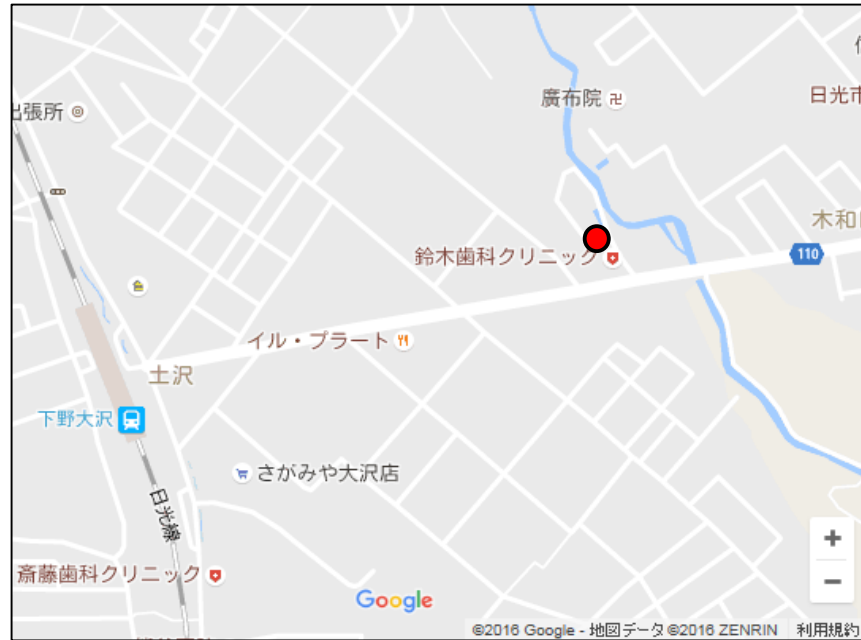 廣布院
出張所
日光市
木和
110
鈴木歯科クリニック
イル・プラート
土沢
下野大沢
さがみや大沢店
日光線
斎藤歯科クリニック
+
−
Google
©2016 Google - 地図データ ©2016 ZENRIN 利用規約